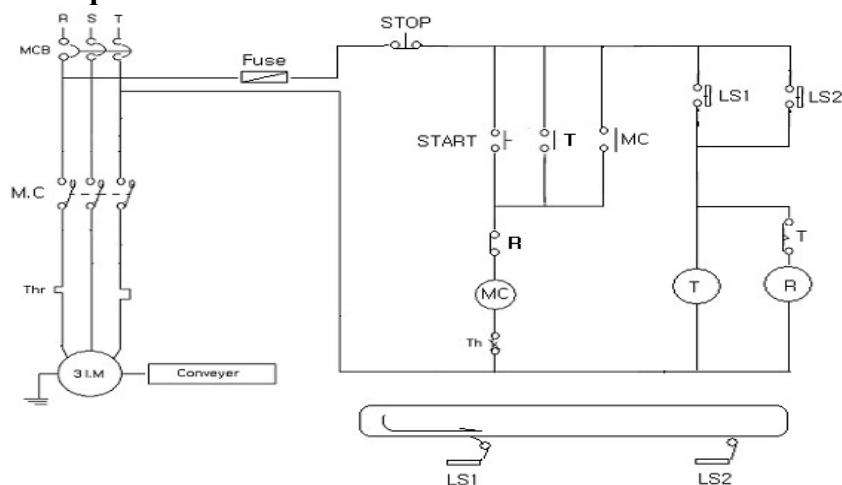 R S T
MCB
Fuse
STOP
START
T
MC
LS1
LS2
M.C
R
T
MC
T
R
Thr
Th
3 I.M
Conveyer
LS1
LS2